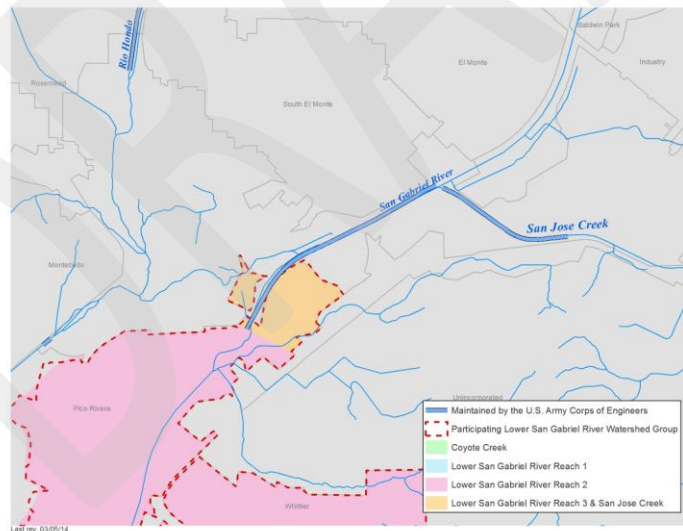 Rio Hondo
Baldwin Park
El Monte
Industry
Rosemead
South El Monte
San Gabriel River
San Jose Creek
Montebello
Pico Rivera
Unincorporated
Whittier
Maintained by the U.S. Army Corps of Engineers
Participating Lower San Gabriel River Watershed Group
Coyote Creek
Lower San Gabriel River Reach 1
Lower San Gabriel River Reach 2
Lower San Gabriel River Reach 3 & San Jose Creek
Last rev. 03/05/14